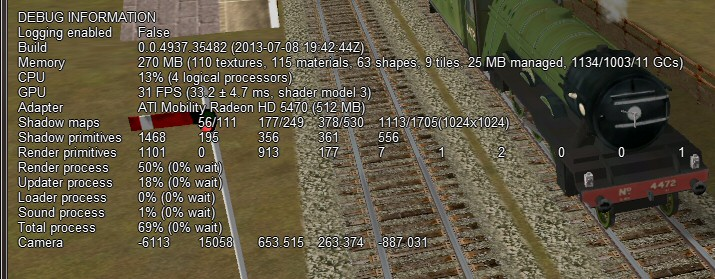 DEBUG INFORMATION
Logging enabled False
Build 0.0.4937.35482 (2013-07-08 19:42:44Z)
Memory 270 MB (110 textures, 115 materials, 63 shapes, 9 tiles, 25 MB managed, 1134/1003/11 GCs)
CPU 13% (4 logical processors)
GPU 31 FPS (33.2 ± 4.7 ms, shader model 3)
Adapter ATI Mobility Radeon HD 5470 (512 MB)
Shadow maps 56/111 177/249 378/530 1113/1705(1024x1024)
Shadow primitives 1468 195 356 361 556
Render primitives 1101 0 913 177 7 1 2 0 0 1
Render process 50% (0% wait)
Updater process 18% (0% wait)
Loader process 0% (0% wait)
Sound process 1% (0% wait)
Total process 69% (0% wait)
Camera -6113 15058 653.515 263.374 -887.031
No 4472